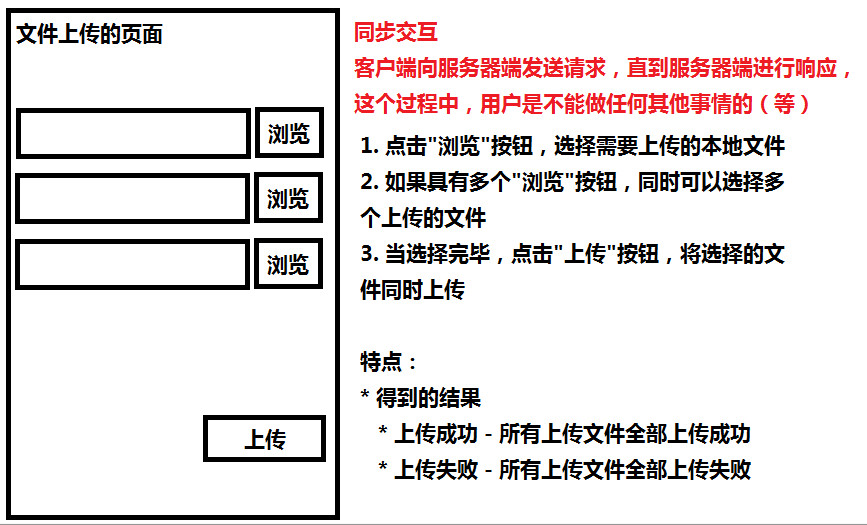 文件上传的页面
浏览
浏览
浏览
上传
同步交互
客户端向服务器端发送请求，直到服务器端进行响应，
这个过程中，用户是不能做任何其他事情的（等）
1. 点击"浏览"按钮，选择需要上传的本地文件
2. 如果具有多个"浏览"按钮，同时可以选择多
个上传的文件
3. 当选择完毕，点击"上传"按钮，将选择的文
件同时上传
特点：
* 得到的结果
* 上传成功 - 所有上传文件全部上传成功
* 上传失败 - 所有上传文件全部上传失败